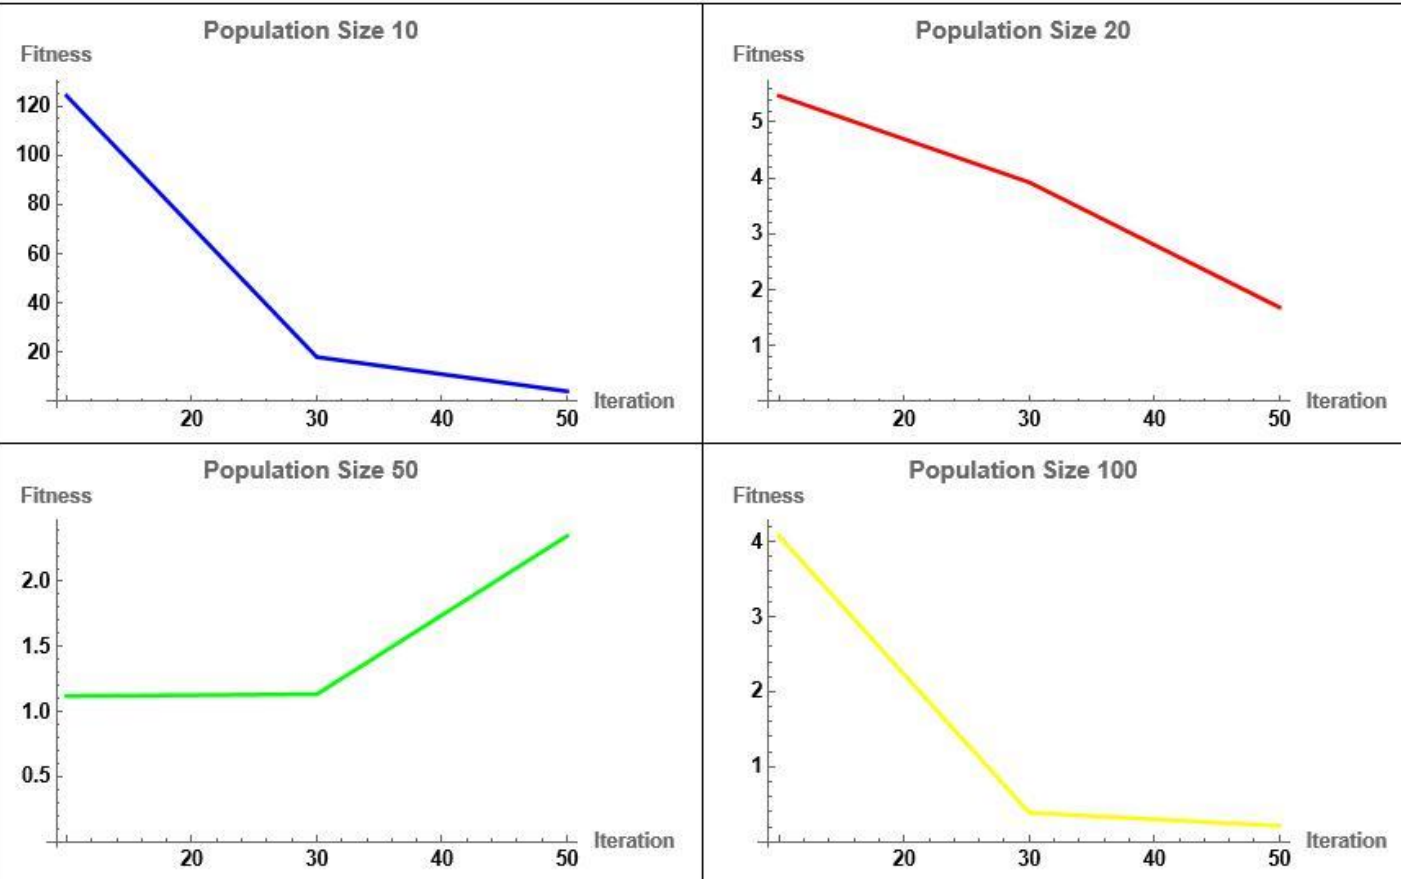 Population Size 10
Fitness
120
100
80
60
40
20
20 30 40 50
Iteration
Population Size 20
Fitness
5
4
3
2
1
20 30 40 50
Iteration
Population Size 50
Fitness
2.0
1.5
1.0
0.5
20 30 40 50
Iteration
Population Size 100
Fitness
4
3
2
1
20 30 40 50
Iteration